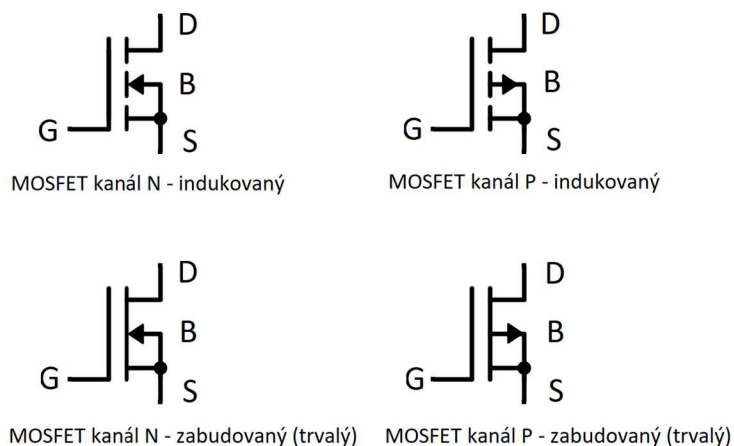 D D
B B
G G
S S
MOSFET kanál N - indukovaný MOSFET kanál P - indukovaný
D D
B B
G G
S S
MOSFET kanál N - zabudovaný (trvalý) MOSFET kanál P - zabudovaný (trvalý)